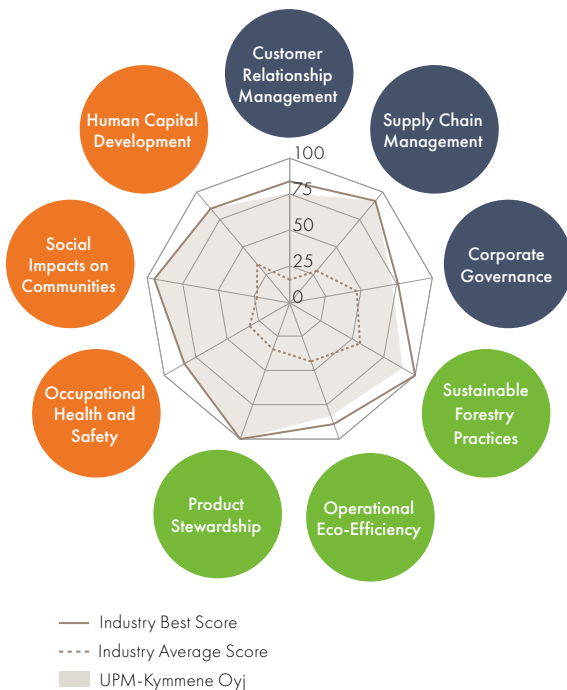 Customer
Relationship
Management
Human Capital
Development
Supply Chain
Management
100
75
50
25
0
Social
Impacts on
Communities
Corporate
Governance
Occupational
Health and
Safety
Sustainable
Forestry
Practices
Product
Stewardship
Operational
Eco-Efficiency
Industry Best Score
Industry Average Score
UPM-Kymmene Oyj